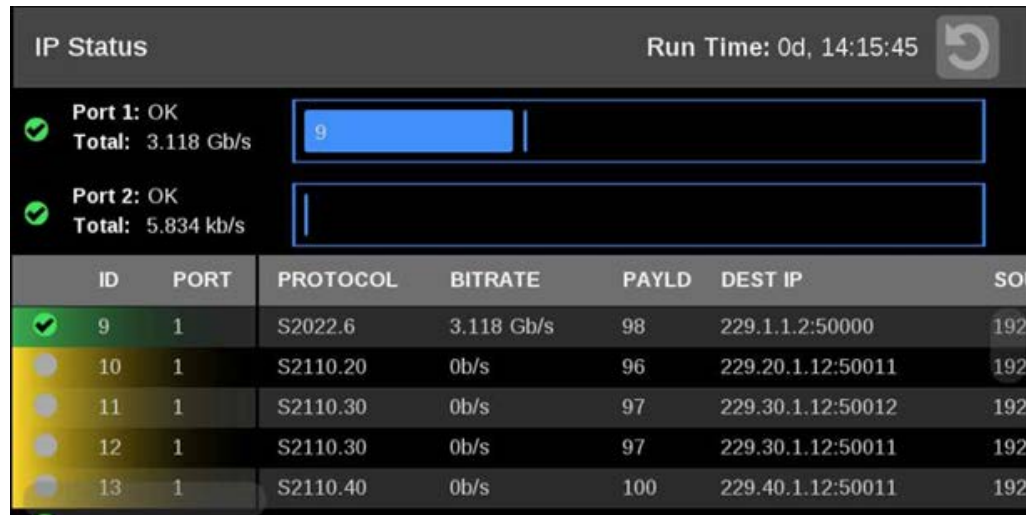 IP Status Run Time: 0d, 14:15:45
Port 1: OK
Total: 3.118 Gb/s
9
Port 2: OK
Total: 5.834 kb/s
ID PORT PROTOCOL BITRATE PAYLD DEST IP
9 1 S2022.6 3.118 Gb/s 98 229.1.1.2:50000 192
10 1 S2110.20 0b/s 96 229.20.1.12:50011 192
11 1 S2110.30 0b/s 97 229.30.1.12:50012 192
12 1 S2110.30 0b/s 97 229.30.1.12:50011 192
13 1 S2110.40 0b/s 100 229.40.1.12:50011 192